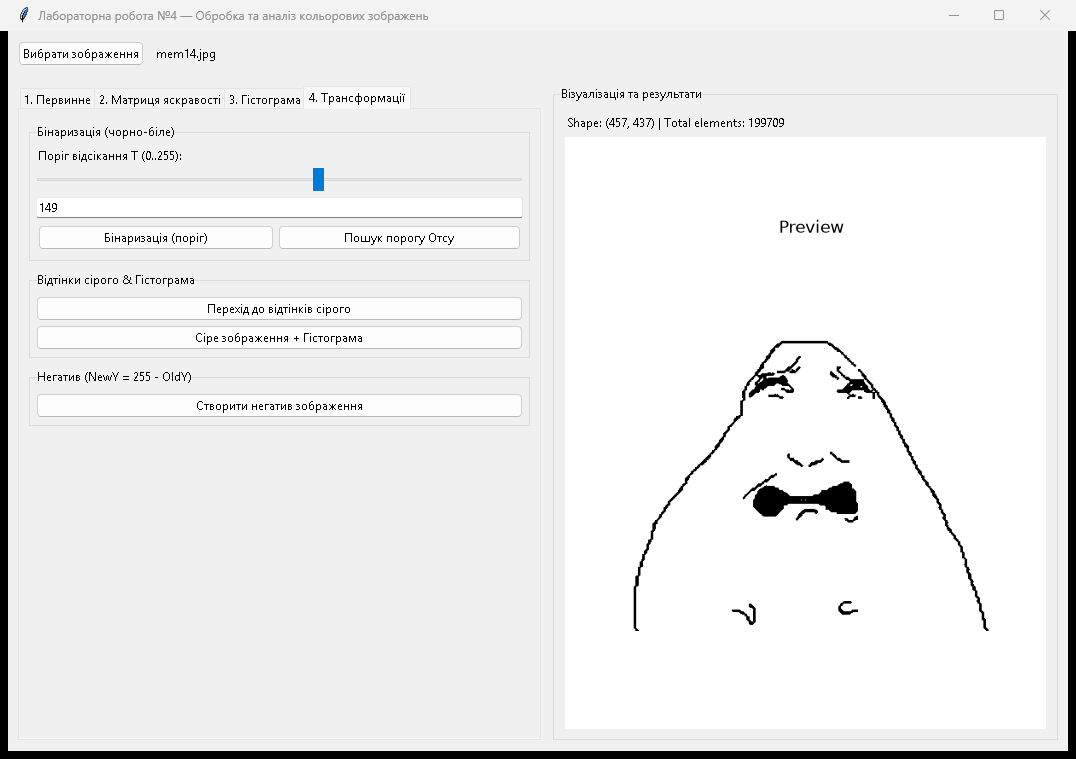 Лабораторна робота №4 — Обробка та аналіз кольорових зображень
Вибрати зображення mem14.jpg
1. Первинне 2. Матриця яскравості 3. Гістограма 4. Трансформації
Бінаризація (чорно-біле)
Поріг відсікання T (0..255):
149
Бінаризація (поріг) Пошук порогу Отсу
Відтінки сірого & Гістограма
Перехід до відтінків сірого
Сіре зображення + Гістограма
Негатив (NewY = 255 - OldY)
Створити негатив зображення
Візуалізація та результати
Shape: (457, 437) | Total elements: 199709
Preview